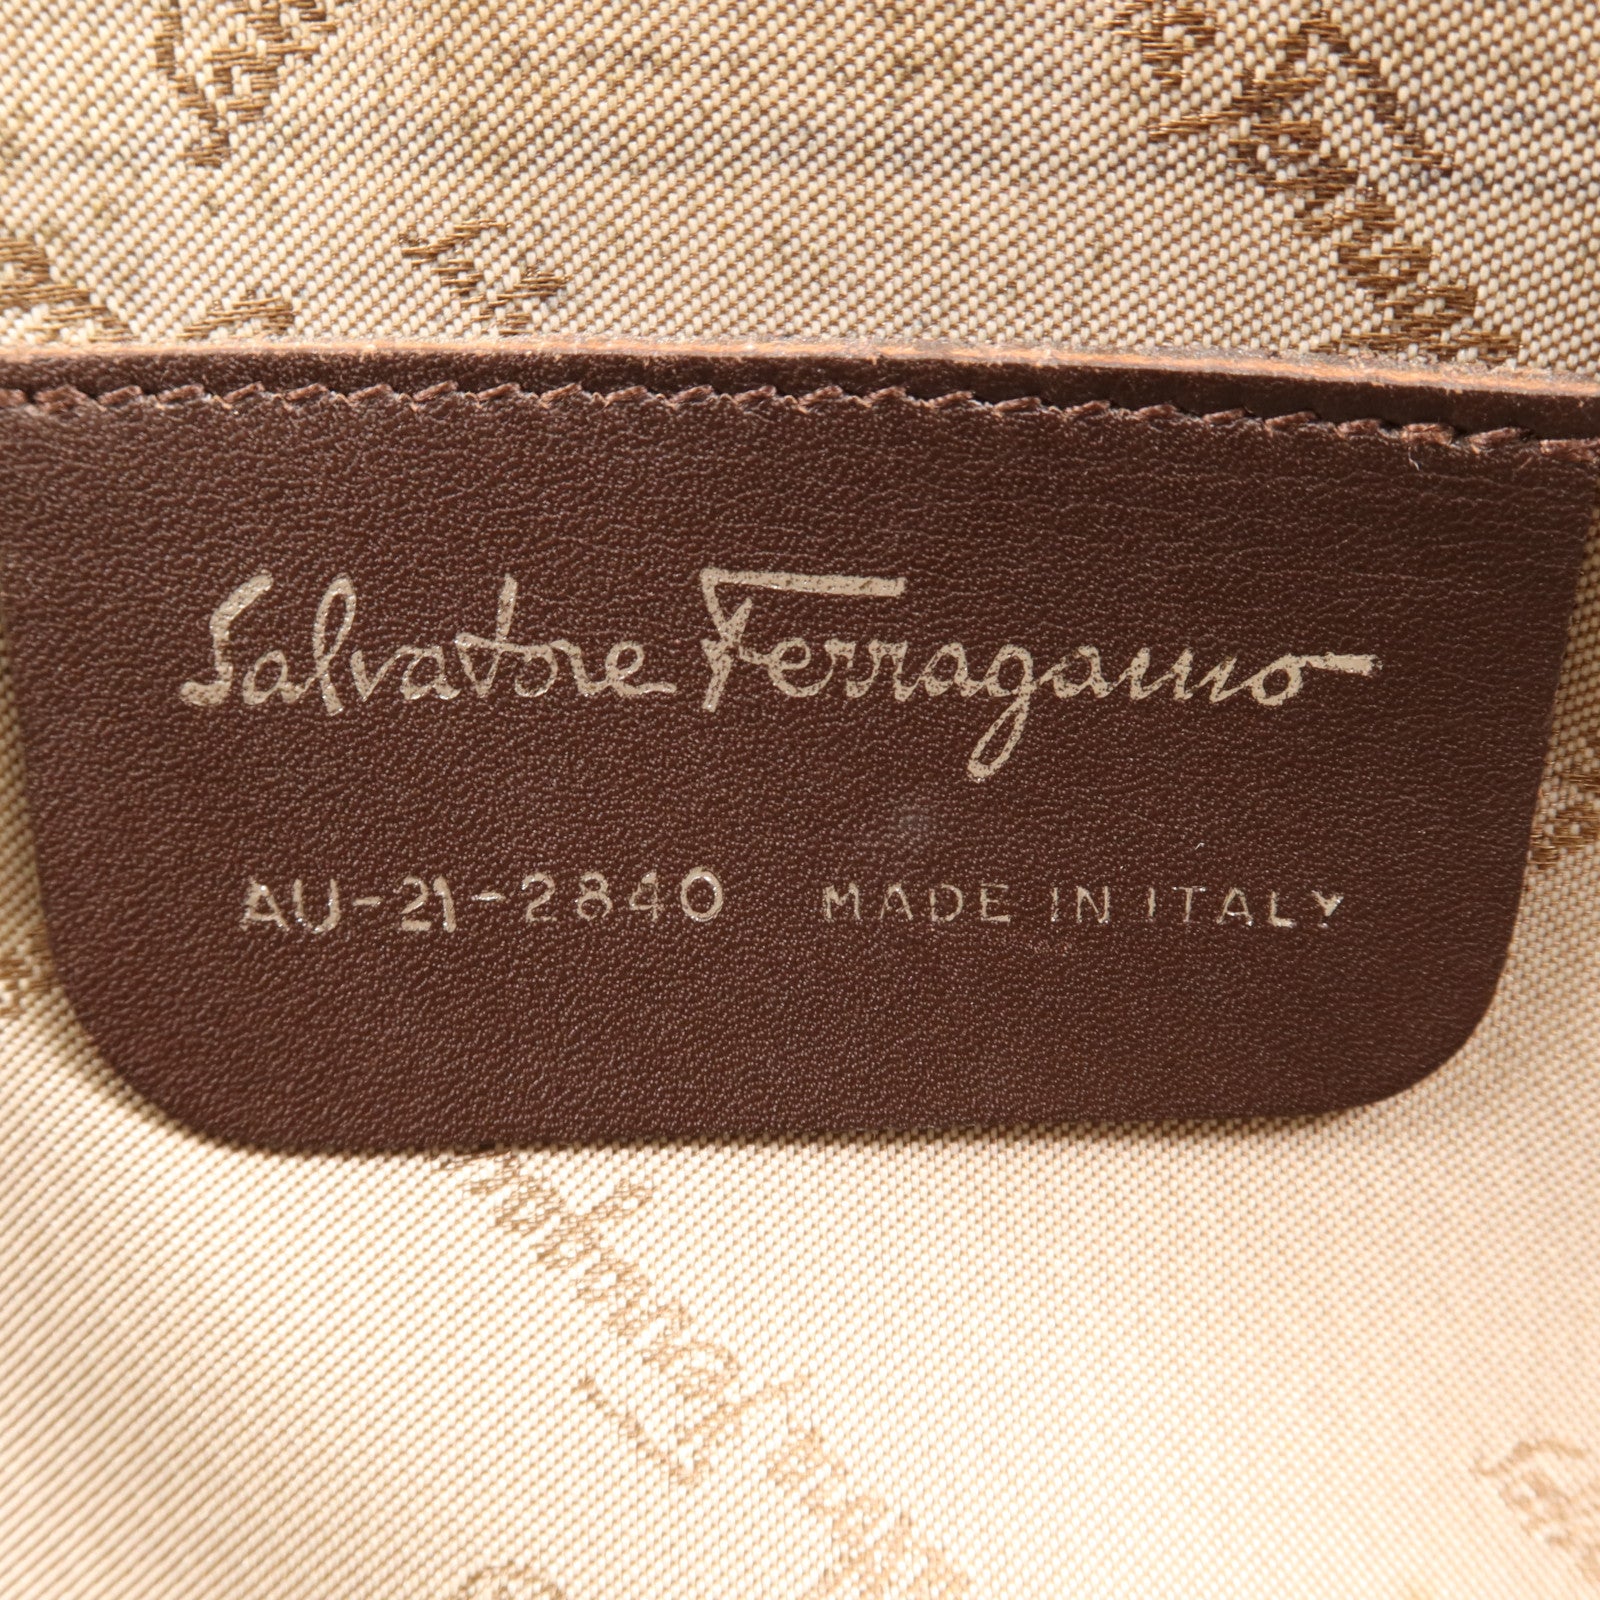 Salvatore Ferragamo
AU-21-2840 MADE IN ITALY